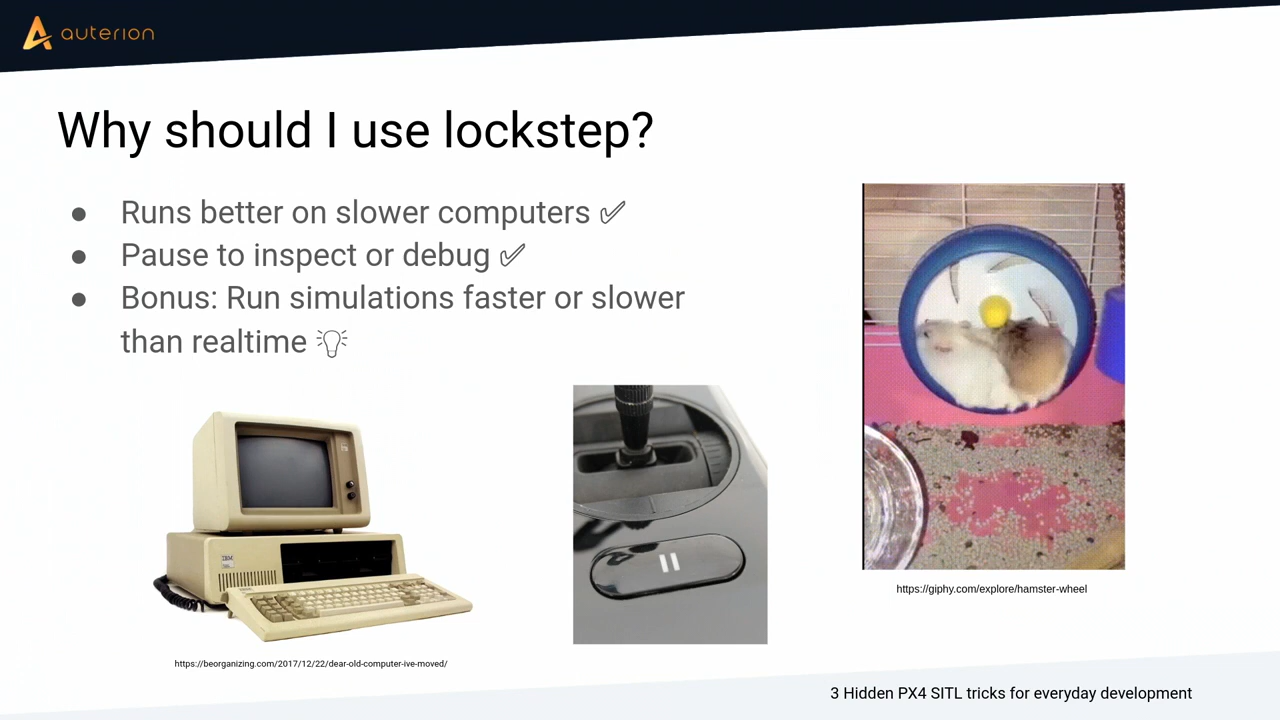 auterion
Why should I use lockstep?
● Runs better on slower computers ✅
● Pause to inspect or debug ✅
● Bonus: Run simulations faster or slower
than realtime 💡
IBM
https://giphy.com/explore/hamster-wheel
https://beorganizing.com/2017/12/22/dear-old-computer-ive-moved/
3 Hidden PX4 SITL tricks for everyday development